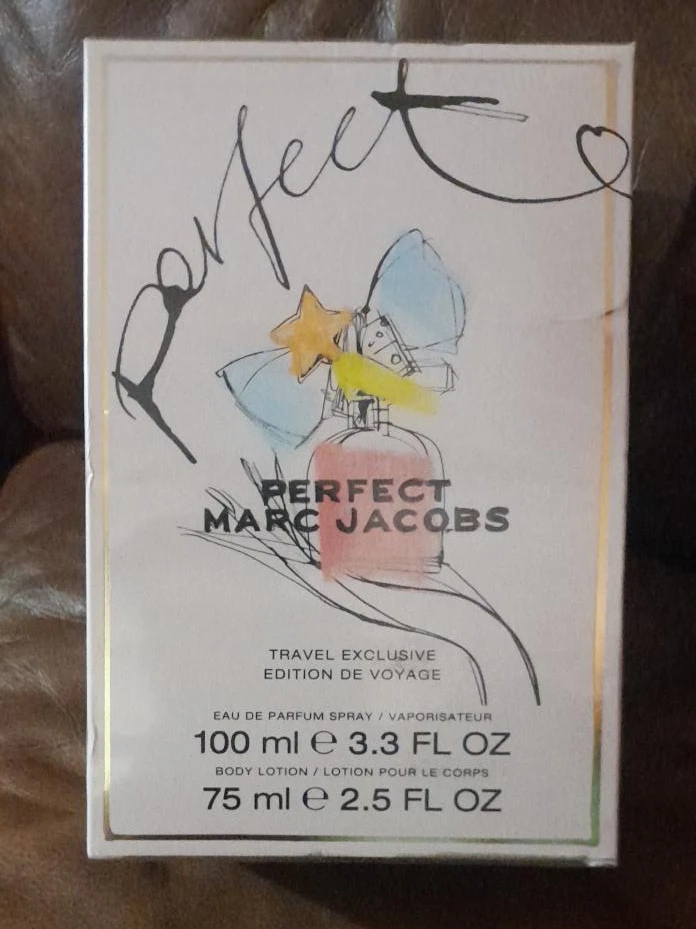 perfect
PERFECT
MARC JACOBS
TRAVEL EXCLUSIVE
EDITION DE VOYAGE
EAU DE PARFUM SPRAY / VAPORISATEUR
100 ml ℮ 3.3 FL OZ
BODY LOTION / LOTION POUR LE CORPS
75 ml ℮ 2.5 FL OZ